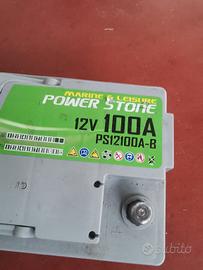 MARINE & LEISURE
POWER STONE
12V 100A
PS12100A-B
subito